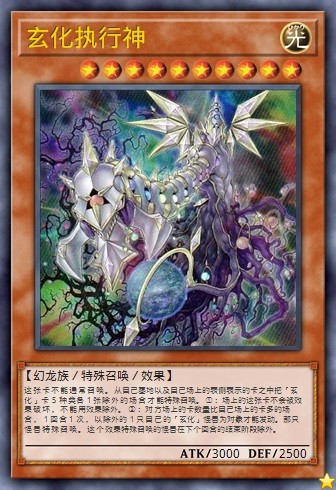 玄化执行神
光
【幻龙族／特殊召唤／效果】
这张卡不能通常召唤。从自己墓地以及自己场上的表侧表示的卡之中把「玄
化」卡５种类各１张除外的场合才能特殊召唤。①：场上的这张卡不会被效
果破坏，不能用效果除外。②：对方场上的卡数量比自己场上的卡多的场
合，１回合１次，以除外的１只自己的「玄化」怪兽为对象才能发动。那只
怪兽特殊召唤。这个效果特殊召唤的怪兽在下个回合的结束阶段除外。
ATK/3000 DEF/2500